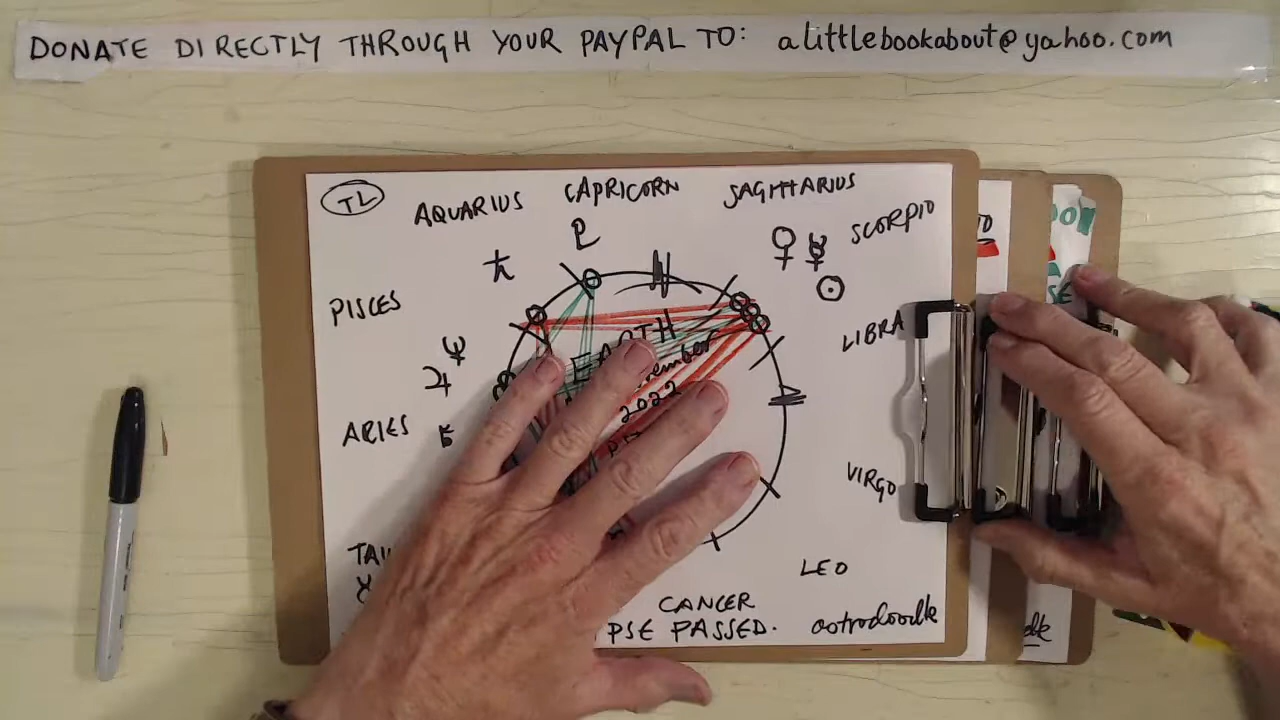 DONATE DIRECTLY THROUGH YOUR PAYPAL TO: alittlebookabout@yahoo.com
TL
AQUARIUS
CAPRICORN
SAGITTARIUS
SCORPIO
PISCES
LIBRA
EARTH
2022
ARIES
VIRGO
LEO
CANCER
PASSED.
astrodoodle